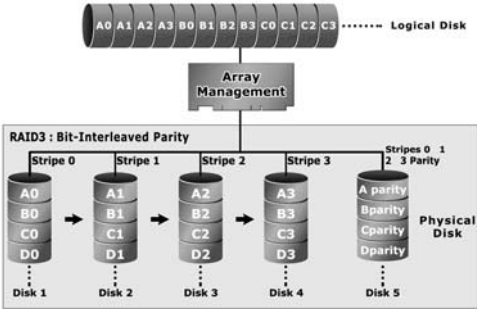 A0 A1 A2 A3 B0 B1 B2 B3 C0 C1 C2 C3 Logical Disk
Array
Management
RAID3 : Bit-Interleaved Parity
Stripe 0 Stripe 1 Stripe 2 Stripe 3 Stripes 0 1
2 3 Parity
A0 A1 A2 A3 A parity
B0 B1 B2 B3 Bparity
C0 C1 C2 C3 Cparity
D0 D1 D2 D3 Dparity
Physical
Disk
Disk 1 Disk 2 Disk 3 Disk 4 Disk 5